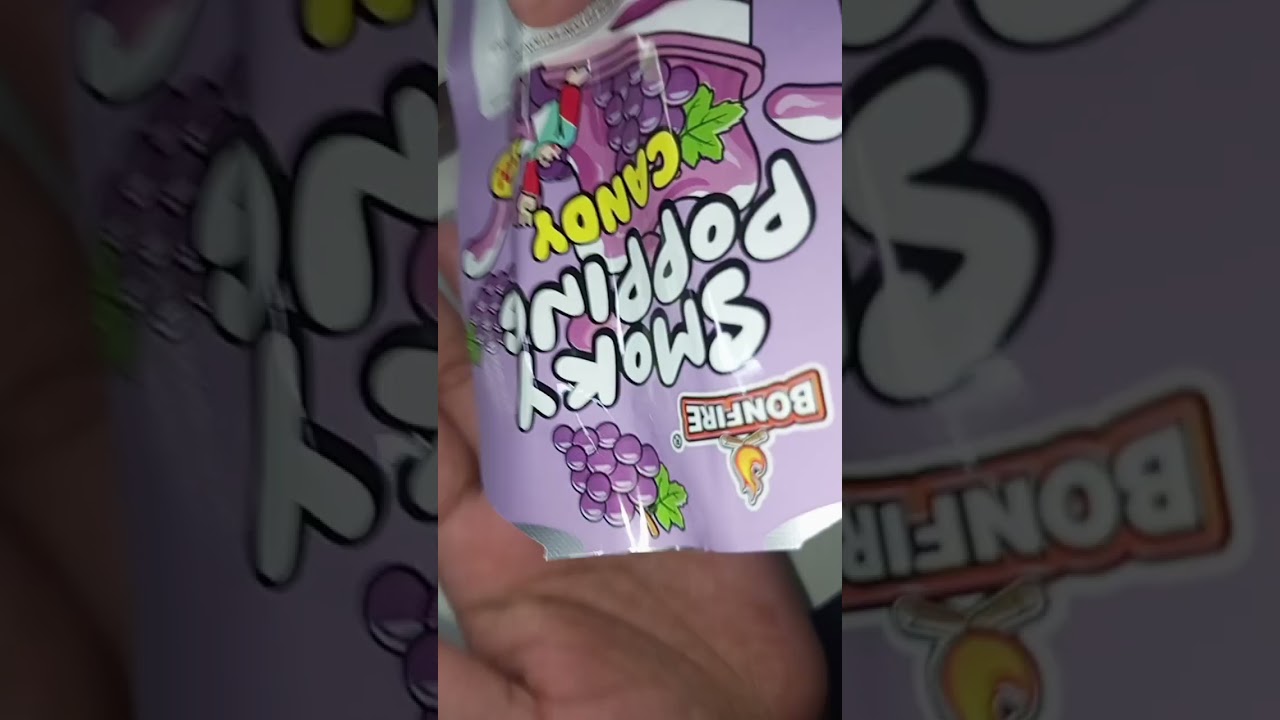 BONFIRE
®
SMOKY
POPPING
CANDY